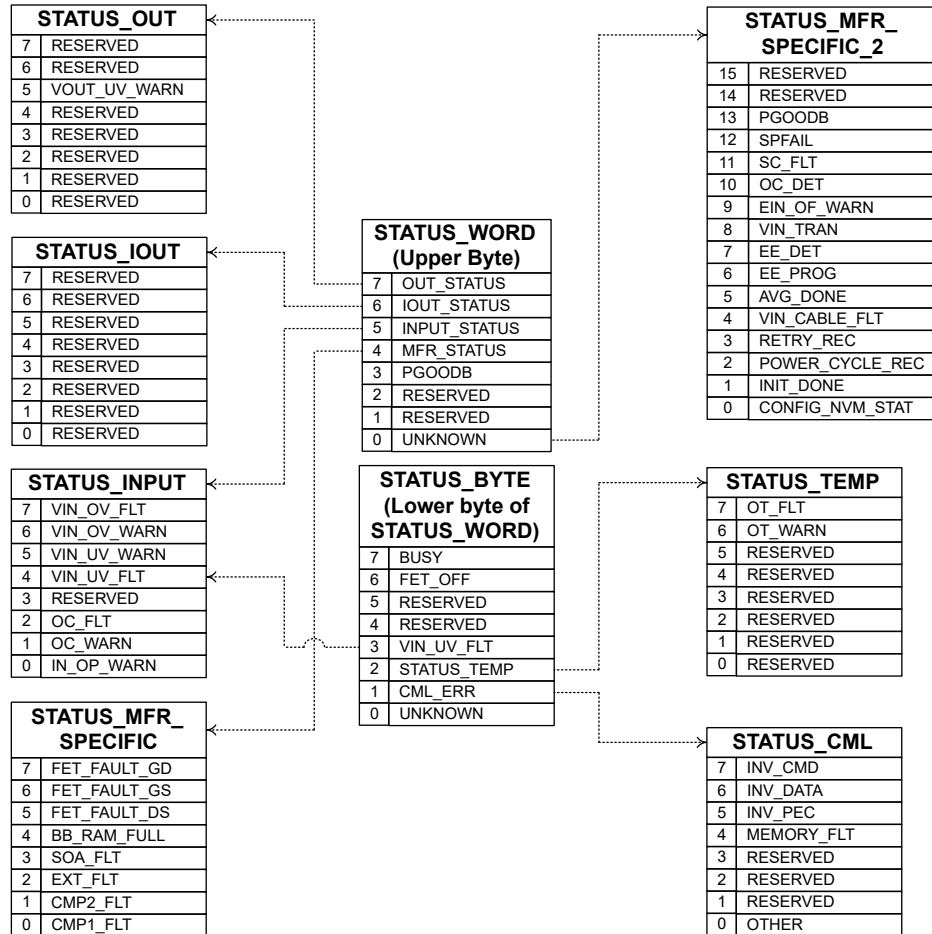 STATUS_OUT
7 RESERVED
6 RESERVED
5 VOUT_UV_WARN
4 RESERVED
3 RESERVED
2 RESERVED
1 RESERVED
0 RESERVED
STATUS_IOUT
7 RESERVED
6 RESERVED
5 RESERVED
4 RESERVED
3 RESERVED
2 RESERVED
1 RESERVED
0 RESERVED
STATUS_INPUT
7 VIN_OV_FLT
6 VIN_OV_WARN
5 VIN_UV_WARN
4 VIN_UV_FLT
3 RESERVED
2 OC_FLT
1 OC_WARN
0 IN_OP_WARN
STATUS_MFR_
SPECIFIC
7 FET_FAULT_GD
6 FET_FAULT_GS
5 FET_FAULT_DS
4 BB_RAM_FULL
3 SOA_FLT
2 EXT_FLT
1 CMP2_FLT
0 CMP1_FLT
STATUS_WORD
(Upper Byte)
7 OUT_STATUS
6 IOUT_STATUS
5 INPUT_STATUS
4 MFR_STATUS
3 PGOODB
2 RESERVED
1 RESERVED
0 UNKNOWN
STATUS_BYTE
(Lower byte of
STATUS_WORD)
7 BUSY
6 FET_OFF
5 RESERVED
4 RESERVED
3 VIN_UV_FLT
2 STATUS_TEMP
1 CML_ERR
0 UNKNOWN
STATUS_MFR_
SPECIFIC_2
15 RESERVED
14 RESERVED
13 PGOODB
12 SPFAIL
11 SC_FLT
10 OC_DET
9 EIN_OF_WARN
8 VIN_TRAN
7 EE_DET
6 EE_PROG
5 AVG_DONE
4 VIN_CABLE_FLT
3 RETRY_REC
2 POWER_CYCLE_REC
1 INIT_DONE
0 CONFIG_NVM_STAT
STATUS_TEMP
7 OT_FLT
6 OT_WARN
5 RESERVED
4 RESERVED
3 RESERVED
2 RESERVED
1 RESERVED
0 RESERVED
STATUS_CML
7 INV_CMD
6 INV_DATA
5 INV_PEC
4 MEMORY_FLT
3 RESERVED
2 RESERVED
1 RESERVED
0 OTHER